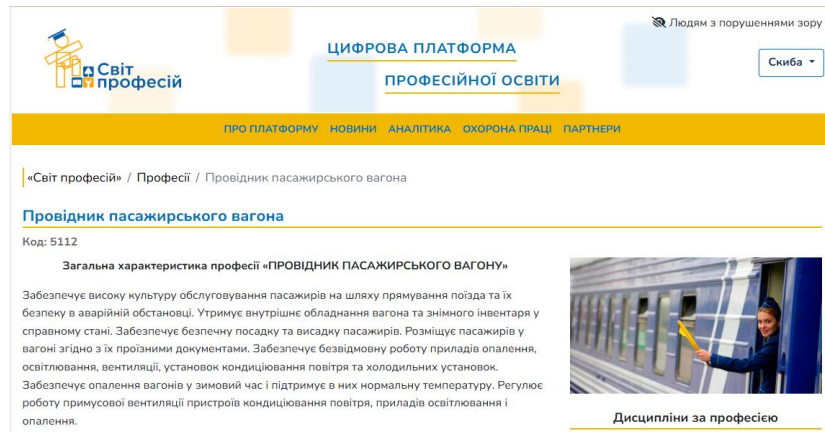 Людям з порушеннями зору
Світ
професій
ЦИФРОВА ПЛАТФОРМА
ПРОФЕСІЙНОЇ ОСВІТИ
Скиба
ПРО ПЛАТФОРМУ НОВИНИ АНАЛІТИКА ОХОРОНА ПРАЦІ ПАРТНЕРИ
«Світ професій» / Професії / Провідник пасажирського вагона
Провідник пасажирського вагона
Код: 5112
Загальна характеристика професії «ПРОВІДНИК ПАСАЖИРСЬКОГО ВАГОНУ»
Забезпечує високу культуру обслуговування пасажирів на шляху прямування поїзда та їх
безпеку в аварійній обстановці. Утримує внутрішнє обладнання вагона та знімного інвентаря у
справному стані. Забезпечує безпечну посадку та висадку пасажирів. Розміщує пасажирів у
вагоні згідно з їх проїзними документами. Забезпечує безвідмовну роботу приладів опалення,
освітлювання, вентиляції, установок кондиціювання повітря та холодильних установок.
Забезпечує опалення вагонів у зимовий час і підтримує в них нормальну температуру. Регулює
роботу примусової вентиляції пристроїв кондиціювання повітря, приладів освітлювання і
опалення.
Дисципліни за професією